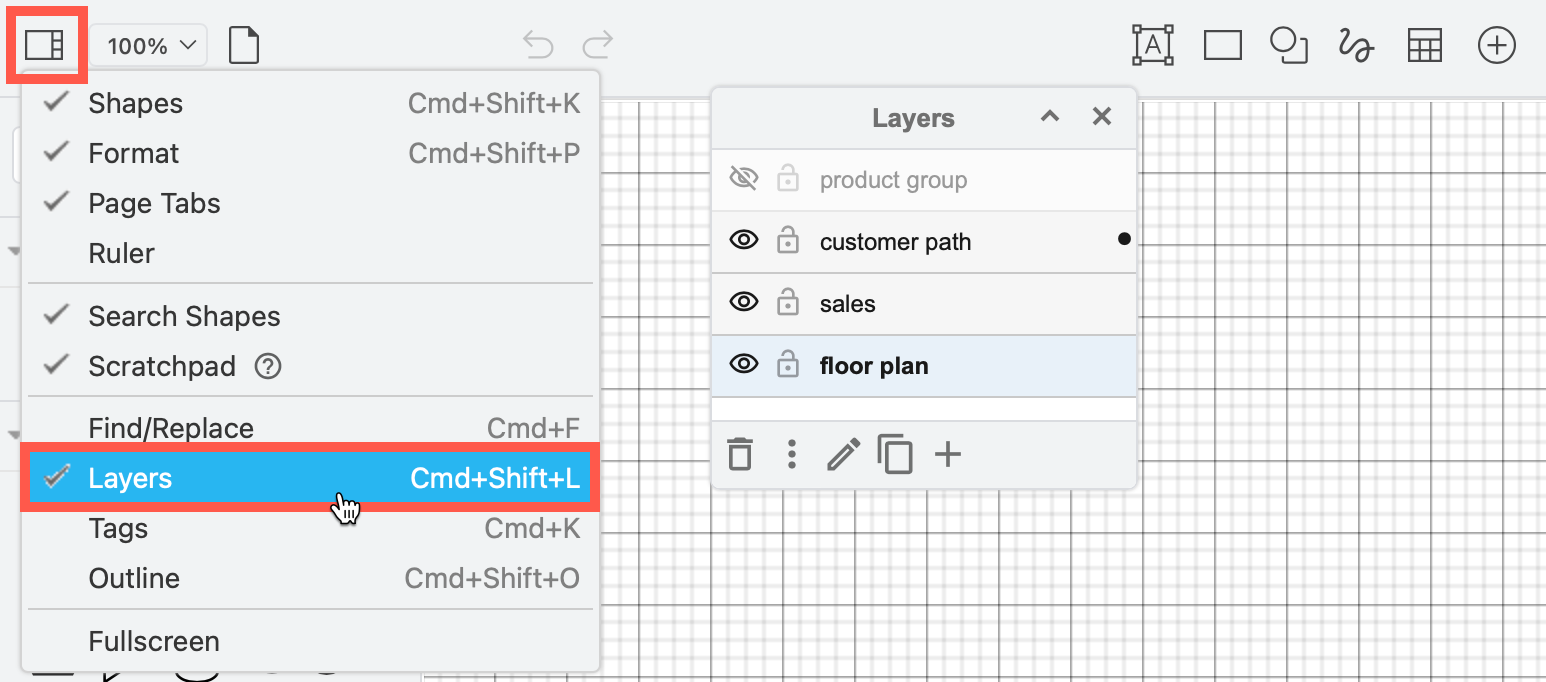 100%
A
Shapes Cmd+Shift+K
Format Cmd+Shift+P
Page Tabs
Ruler
Search Shapes
Scratchpad ?
Find/Replace Cmd+F
Layers Cmd+Shift+L
Tags Cmd+K
Outline Cmd+Shift+O
Fullscreen
Layers
product group
customer path
sales
floor plan